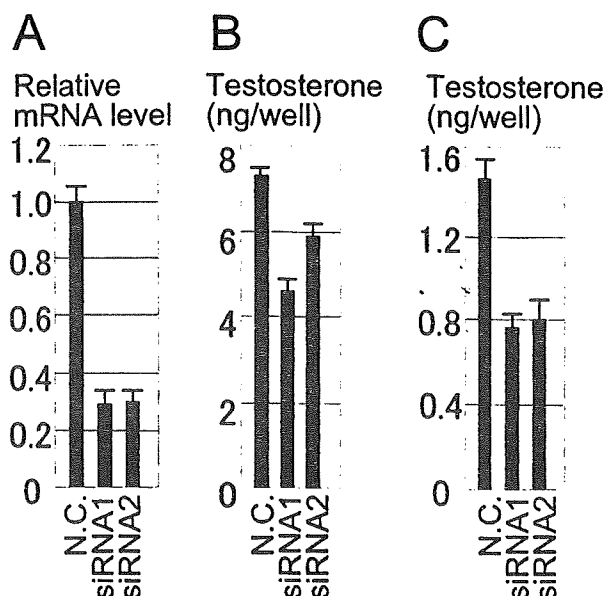 A
Relative
mRNA level
1.2
1.0
0.8
0.6
0.4
0.2
0
N.C.
siRNA1
siRNA2
B
Testosterone
(ng/well)
8
6
4
2
0
N.C.
siRNA1
siRNA2
C
Testosterone
(ng/well)
1.6
1.2
0.8
0.4
0
N.C.
siRNA1
siRNA2